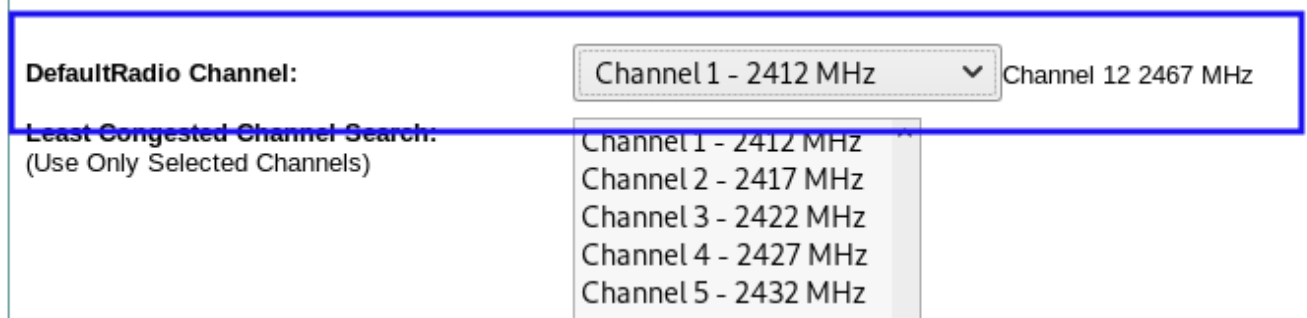 DefaultRadio Channel: Channel 1 - 2412 MHz Channel 12 2467 MHz
Least Congested Channel Search:
(Use Only Selected Channels)
Channel 1 - 2412 MHz
Channel 2 - 2417 MHz
Channel 3 - 2422 MHz
Channel 4 - 2427 MHz
Channel 5 - 2432 MHz